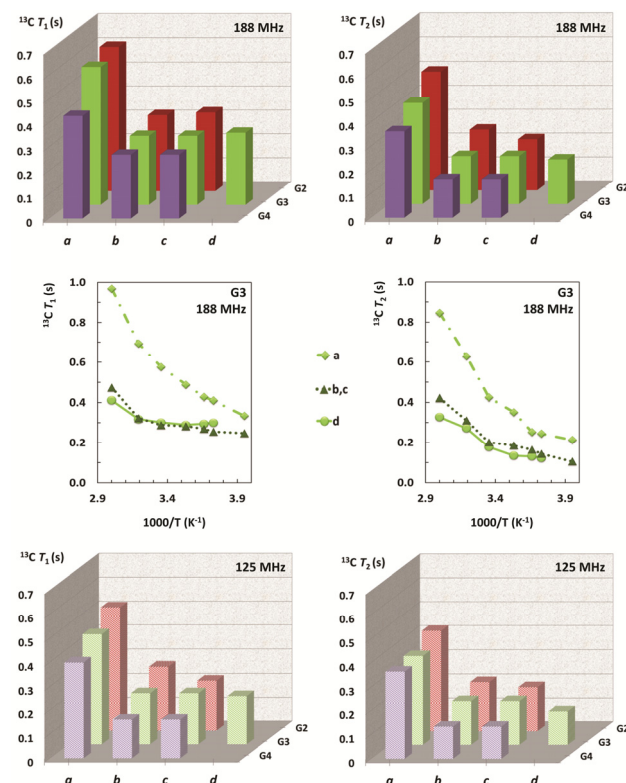 ¹³C T₁ (s)
188 MHz
0.7
0.6
0.5
0.4
0.3
0.2
0.1
0
a
b
c
d
G4
G3
G2
¹³C T₂ (s)
188 MHz
0.7
0.6
0.5
0.4
0.3
0.2
0.1
0
a
b
c
d
G4
G3
G2
¹³C T₁ (s)
G3
188 MHz
1.0
0.8
0.6
0.4
0.2
0.0
2.9 3.4 3.9
1000/T (K⁻¹)
a
b,c
d
¹³C T₂ (s)
G3
188 MHz
1.0
0.8
0.6
0.4
0.2
0.0
2.9 3.4 3.9
1000/T (K⁻¹)
¹³C T₁ (s)
125 MHz
0.7
0.6
0.5
0.4
0.3
0.2
0.1
0
a
b
c
d
G4
G3
G2
¹³C T₂ (s)
125 MHz
0.7
0.6
0.5
0.4
0.3
0.2
0.1
0
a
b
c
d
G4
G3
G2